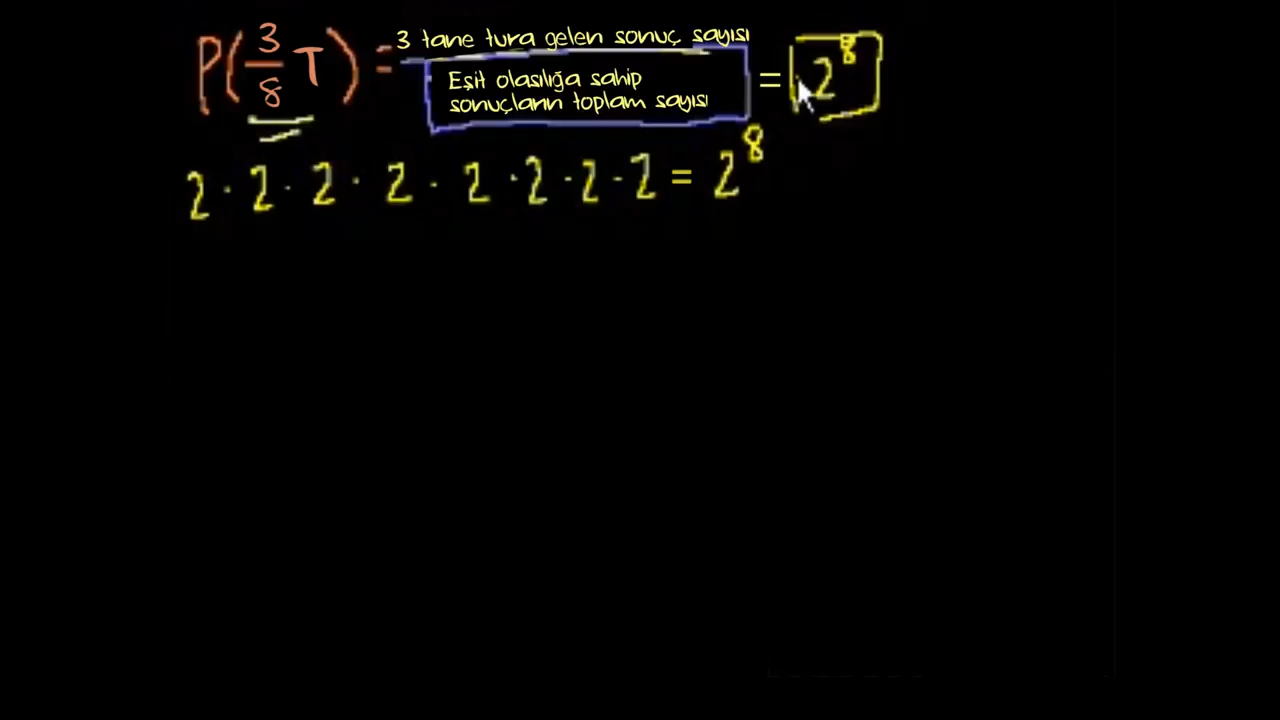 P(3/8 T) = 3 tane tura gelen sonuç sayısı
Eşit olasılığa sahip
sonuçların toplam sayısı
= 2^8
2 · 2 · 2 · 2 · 2 · 2 · 2 · 2 = 2^8